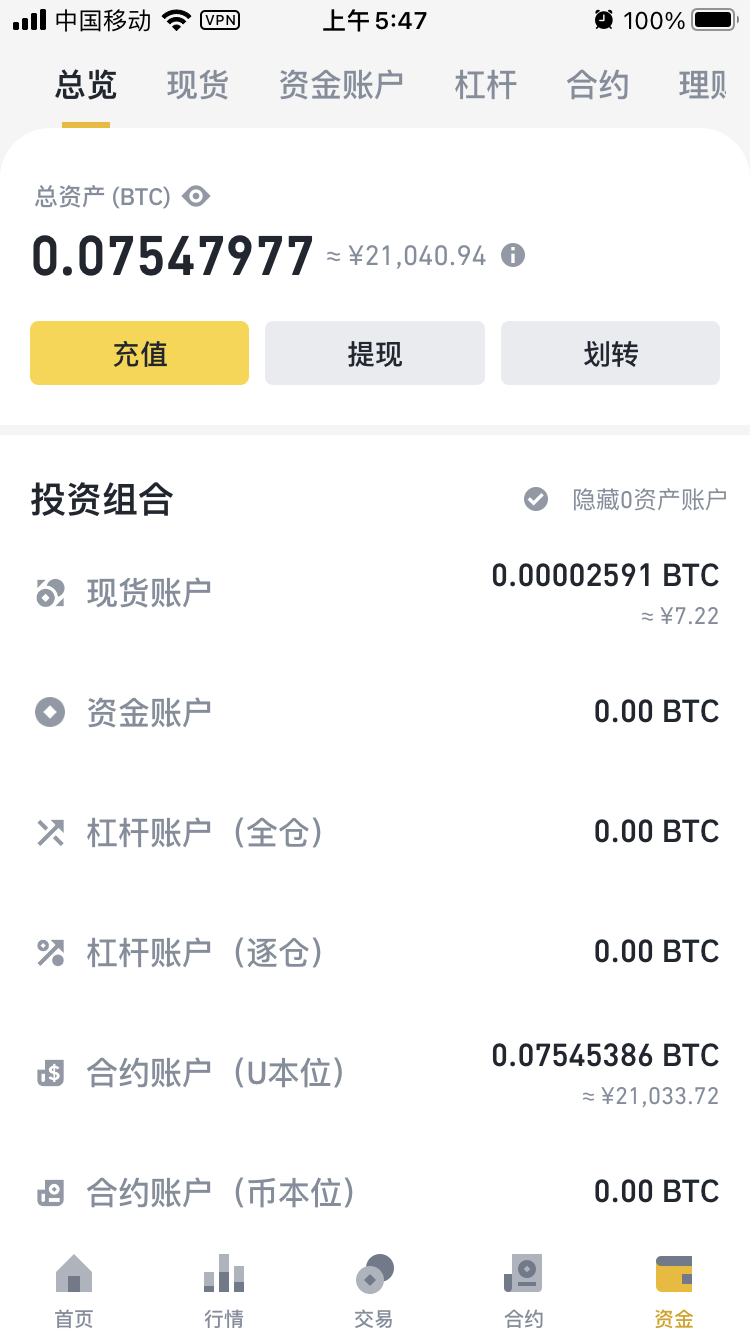 中国移动 VPN 上午5:47 100%
总览 现货 资金账户 杠杆 合约 理财
总资产 (BTC)
0.07547977 ≈ ¥21,040.94
充值 提现 划转
投资组合 隐藏0资产账户
现货账户 0.00002591 BTC
≈ ¥7.22
资金账户 0.00 BTC
杠杆账户（全仓） 0.00 BTC
杠杆账户（逐仓） 0.00 BTC
合约账户（U本位） 0.07545386 BTC
≈ ¥21,033.72
合约账户（币本位） 0.00 BTC
首页 行情 交易 合约 资金